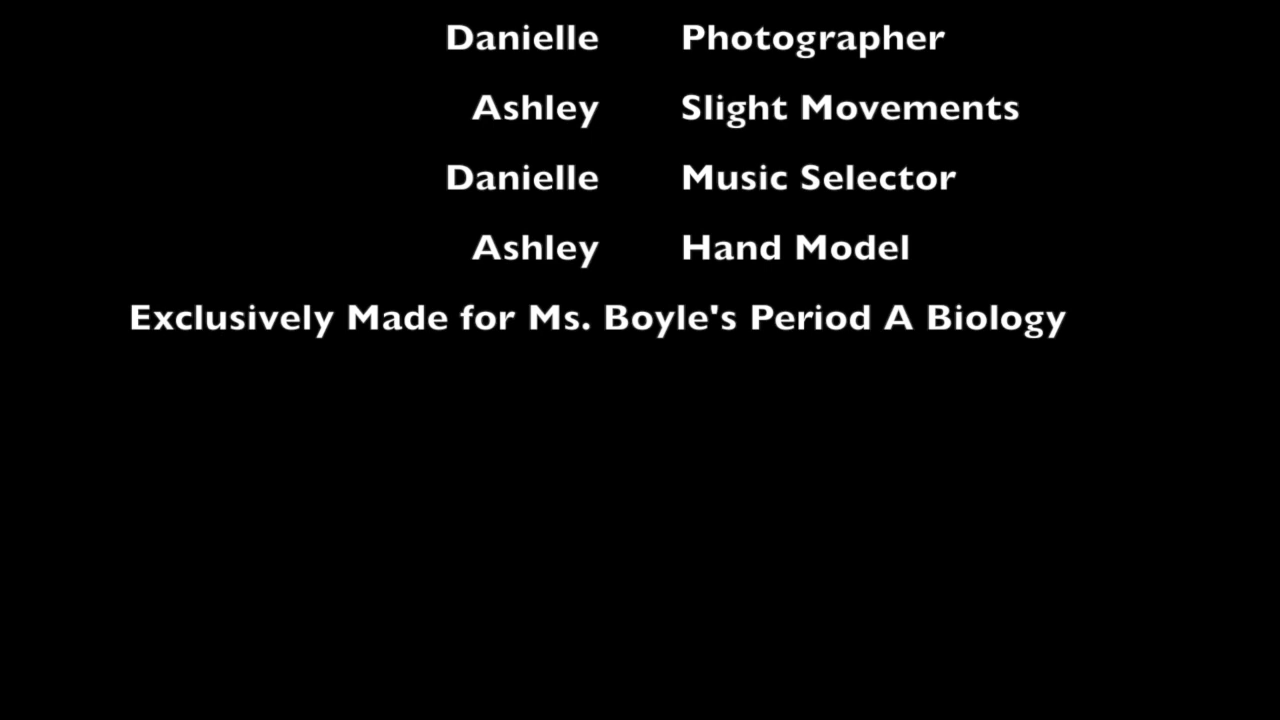 Danielle Photographer
Ashley Slight Movements
Danielle Music Selector
Ashley Hand Model
Exclusively Made for Ms. Boyle's Period A Biology